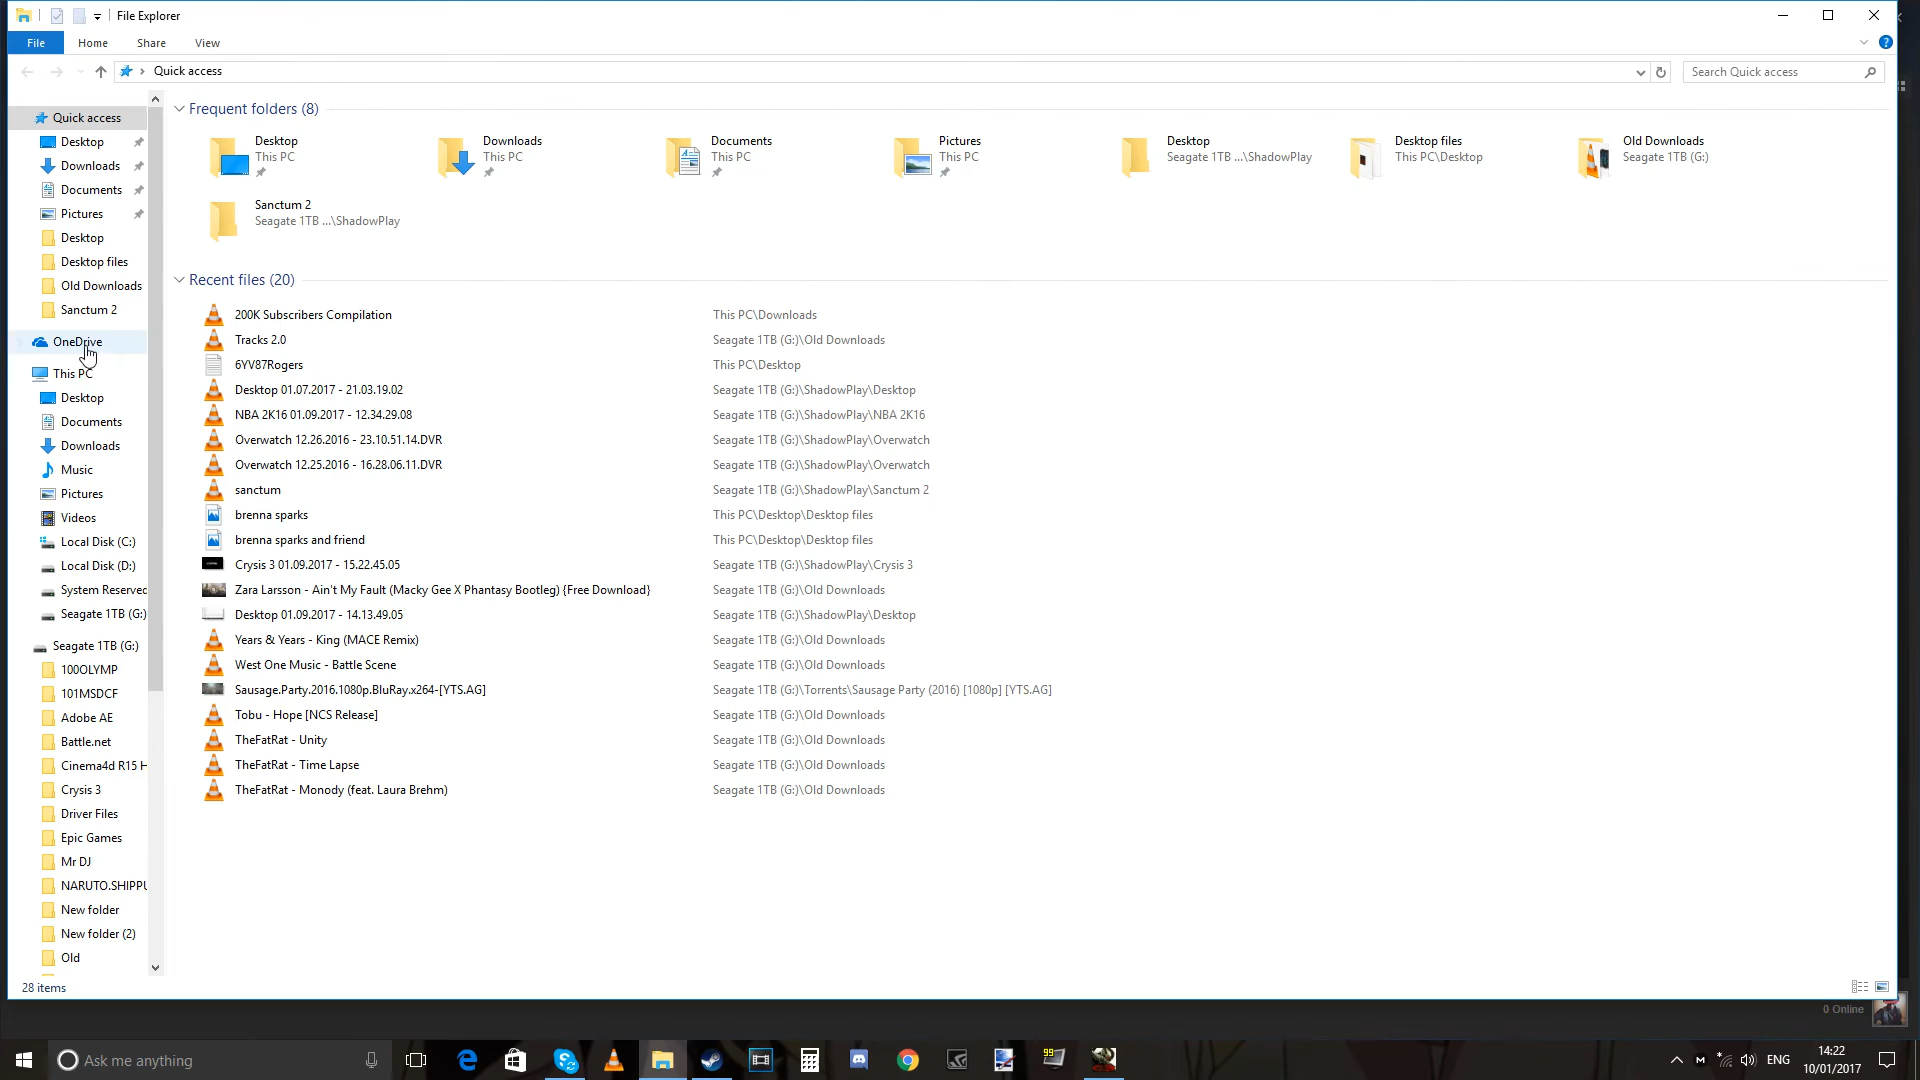 File Explorer
File
Home
Share
View
Quick access
Search Quick access
Quick access
Desktop
Downloads
Documents
Pictures
Desktop
Desktop files
Old Downloads
Sanctum 2
OneDrive
This PC
Desktop
Documents
Downloads
Music
Pictures
Videos
Local Disk (C:)
Local Disk (D:)
System Reserved
Seagate 1TB (G:)
Seagate 1TB (G:)
100OLYMP
101MSDCF
Adobe AE
Battle.net
Cinema4d R15 H
Crysis 3
Driver Files
Epic Games
Mr DJ
NARUTO.SHIPPU
New folder
New folder (2)
Old
Frequent folders (8)
Desktop
This PC
Downloads
This PC
Documents
This PC
Pictures
This PC
Desktop
Seagate 1TB ...\ShadowPlay
Desktop files
This PC\Desktop
Old Downloads
Seagate 1TB (G:)
Sanctum 2
Seagate 1TB ...\ShadowPlay
Recent files (20)
200K Subscribers Compilation This PC\Downloads
Tracks 2.0 Seagate 1TB (G:)\Old Downloads
6YV87Rogers This PC\Desktop
Desktop 01.07.2017 - 21.03.19.02 Seagate 1TB (G:)\ShadowPlay\Desktop
NBA 2K16 01.09.2017 - 12.34.29.08 Seagate 1TB (G:)\ShadowPlay\NBA 2K16
Overwatch 12.26.2016 - 23.10.51.14.DVR Seagate 1TB (G:)\ShadowPlay\Overwatch
Overwatch 12.25.2016 - 16.28.06.11.DVR Seagate 1TB (G:)\ShadowPlay\Overwatch
sanctum Seagate 1TB (G:)\ShadowPlay\Sanctum 2
brenna sparks This PC\Desktop\Desktop files
brenna sparks and friend This PC\Desktop\Desktop files
Crysis 3 01.09.2017 - 15.22.45.05 Seagate 1TB (G:)\ShadowPlay\Crysis 3
Zara Larsson - Ain't My Fault (Macky Gee X Phantasy Bootleg) {Free Download} Seagate 1TB (G:)\Old Downloads
Desktop 01.09.2017 - 14.13.49.05 Seagate 1TB (G:)\ShadowPlay\Desktop
Years & Years - King (MACE Remix) Seagate 1TB (G:)\Old Downloads
West One Music - Battle Scene Seagate 1TB (G:)\Old Downloads
Sausage.Party.2016.1080p.BluRay.x264-[YTS.AG] Seagate 1TB (G:)\Torrents\Sausage Party (2016) [1080p] [YTS.AG]
Tobu - Hope [NCS Release] Seagate 1TB (G:)\Old Downloads
TheFatRat - Unity Seagate 1TB (G:)\Old Downloads
TheFatRat - Time Lapse Seagate 1TB (G:)\Old Downloads
TheFatRat - Monody (feat. Laura Brehm) Seagate 1TB (G:)\Old Downloads
28 items
0 Online
Ask me anything
99
ENG
14:22
10/01/2017